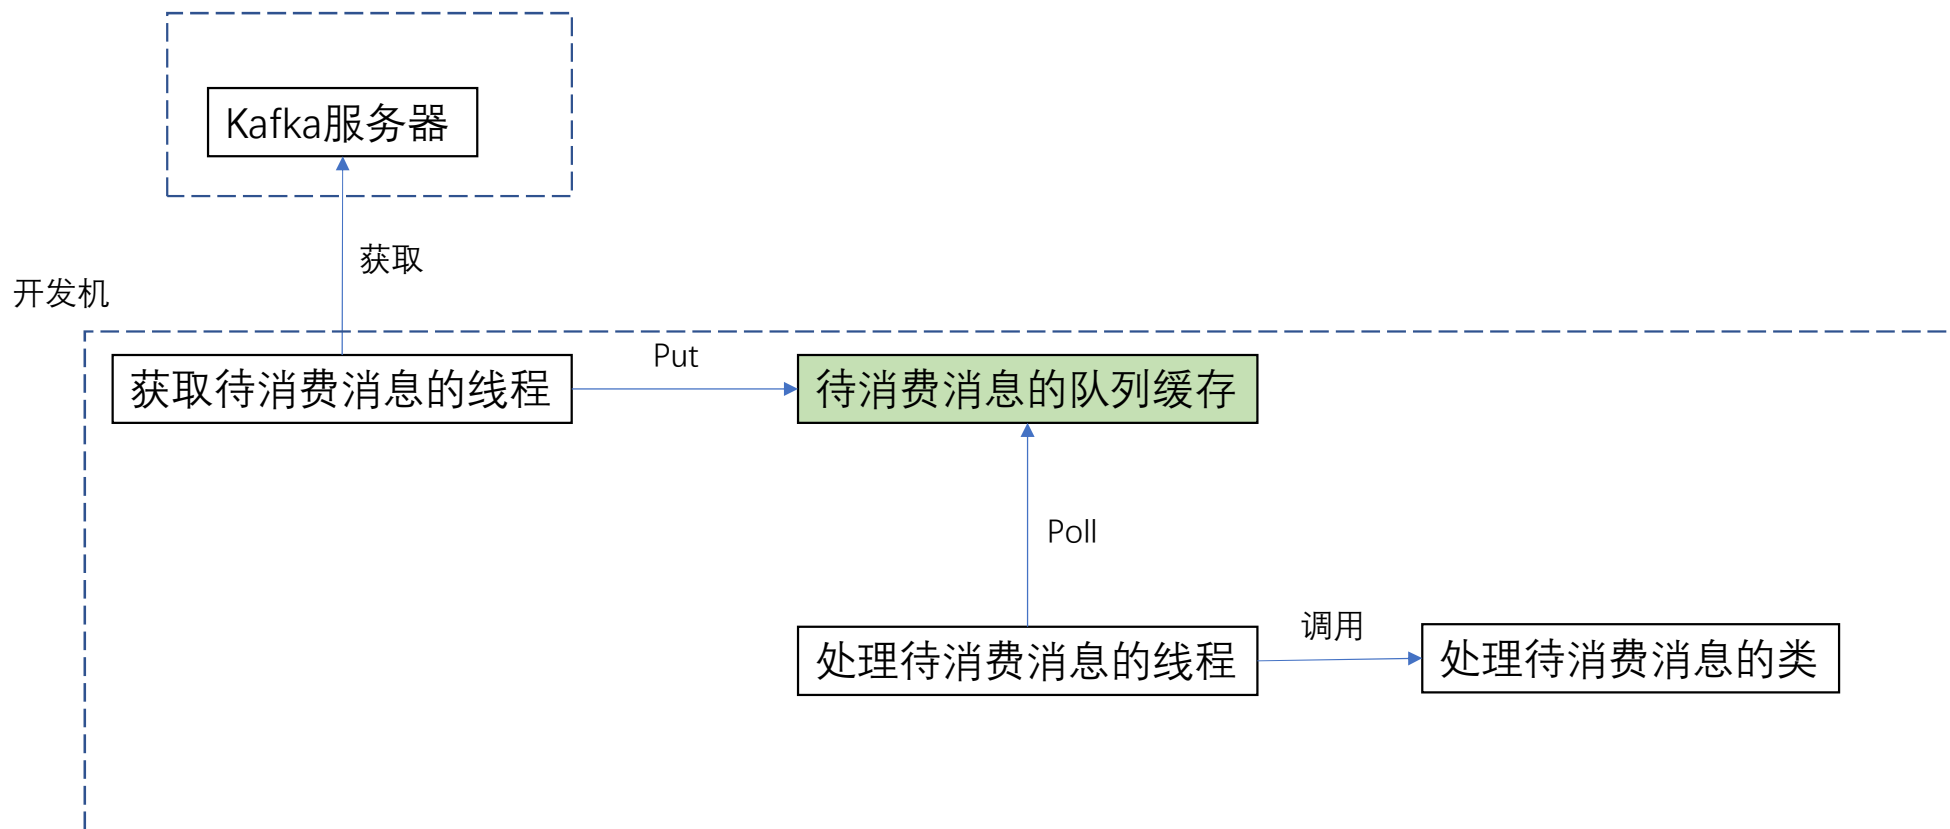 Kafka服务器
获取
开发机
Put
获取待消费消息的线程
待消费消息的队列缓存
Poll
调用
处理待消费消息的线程
处理待消费消息的类